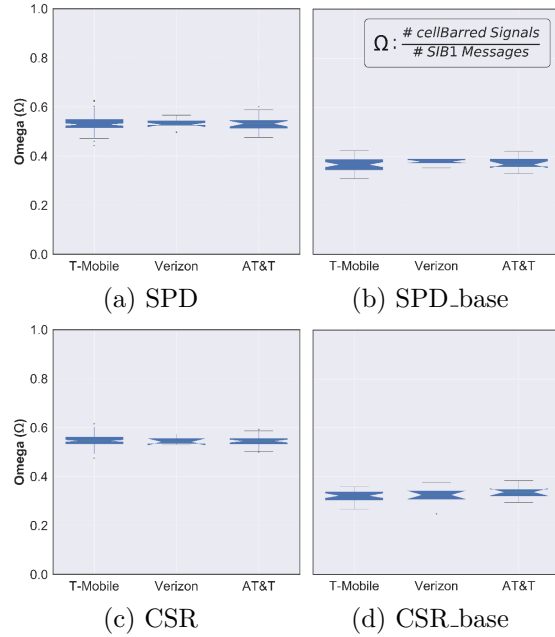 1.0
0.8
0.6
0.4
0.2
0.0
Omega (Ω)
T-Mobile Verizon AT&T
(a) SPD
Ω: # cellBarred Signals / # SIB1 Messages
T-Mobile Verizon AT&T
(b) SPD_base
1.0
0.8
0.6
0.4
0.2
0.0
Omega (Ω)
T-Mobile Verizon AT&T
(c) CSR
T-Mobile Verizon AT&T
(d) CSR_base